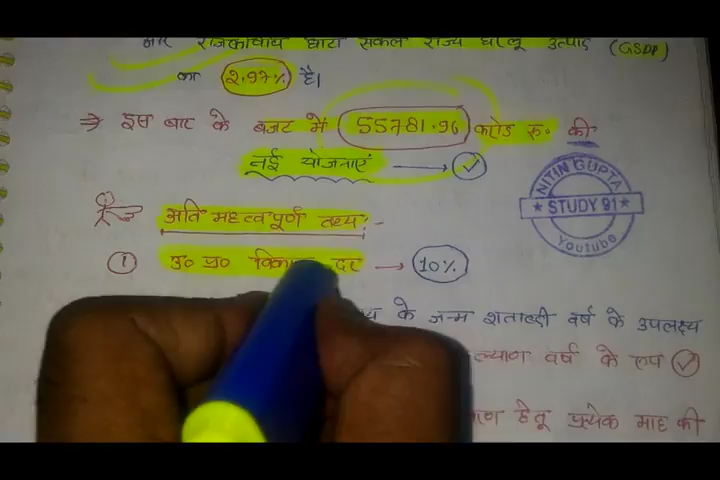 और राजकोषीय घाटा सकल राज्य घरेलू उत्पाद (GSDP)
का 2.97% है।
⇒ इस बार के बजट में 55781.96 करोड़ रु० की
नई योजनाएं → ✓
अति महत्वपूर्ण तथ्य:-
① उ० प्र० विकास दर → 10%
के जन्म शताब्दी वर्ष के उपलक्ष्य
वर्ष के रूप ✓
हेतू प्रत्येक माह की
NITIN GUPTA
★ STUDY 91 ★
Youtube